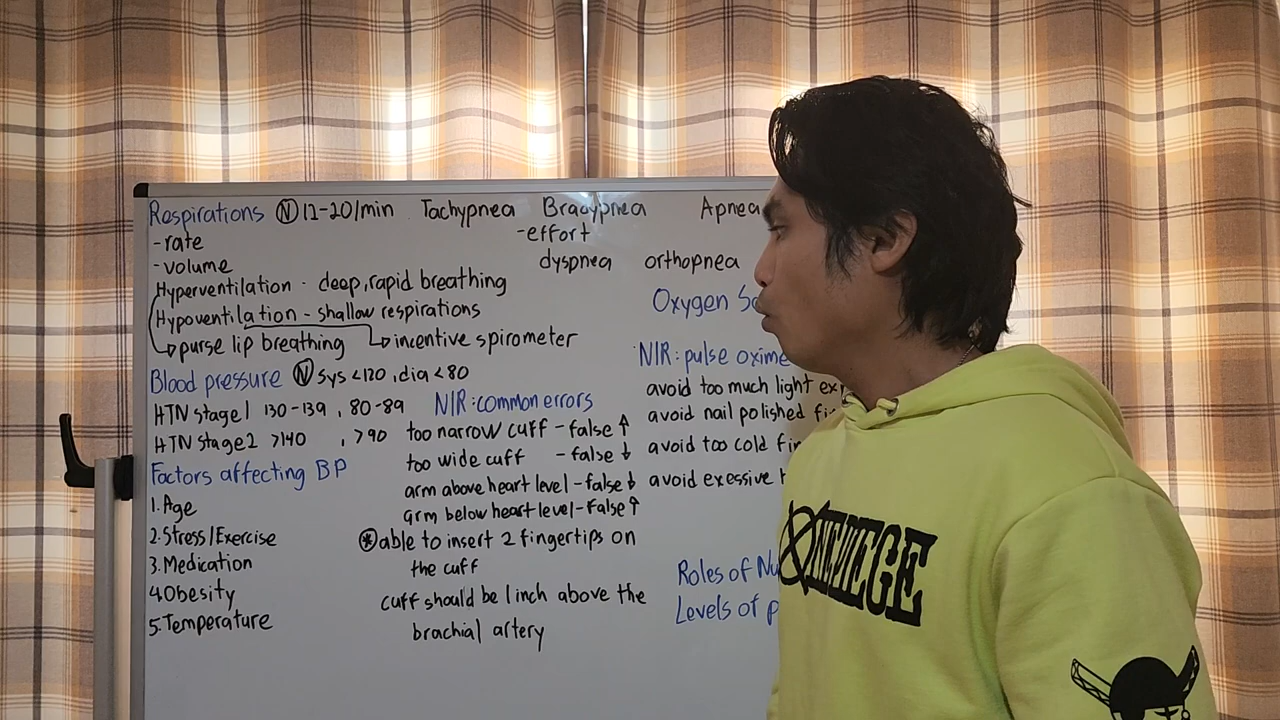 Respirations Ⓝ 12-20/min Tachypnea Bradypnea Apnea
-rate
-effort
-volume
dyspnea orthopnea
Hyperventilation - deep, rapid breathing
Hypoventilation - shallow respirations
purse lip breathing
incentive spirometer
Oxygen
NIR: pulse
avoid too much light
avoid nail polished
avoid too cold
avoid exessive
Blood pressure Ⓝ Sys <120, dia <80
HTN stage 1 130-139, 80-89
HTN stage 2 >140, >90
NIR: common errors
too narrow cuff - false ↑
too wide cuff - false ↓
arm above heart level - false ↓
arm below heart level - False ↑
Factors affecting BP
1. Age
2. Stress/Exercise
3. Medication
4. Obesity
5. Temperature
* able to insert 2 fingertips on
the cuff
cuff should be 1 inch above the
brachial artery
Roles of
Levels of
ONEPIECE